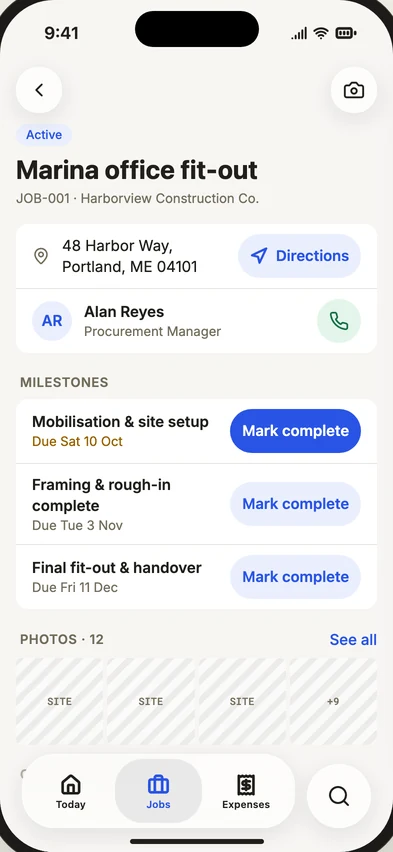 9:41
Active
Marina office fit-out
JOB-001 · Harborview Construction Co.
48 Harbor Way,
Portland, ME 04101
Directions
AR
Alan Reyes
Procurement Manager
MILESTONES
Mobilisation & site setup
Due Sat 10 Oct
Mark complete
Framing & rough-in
complete
Due Tue 3 Nov
Mark complete
Final fit-out & handover
Due Fri 11 Dec
Mark complete
PHOTOS · 12
See all
SITE
SITE
SITE
+9
Today
Jobs
Expenses